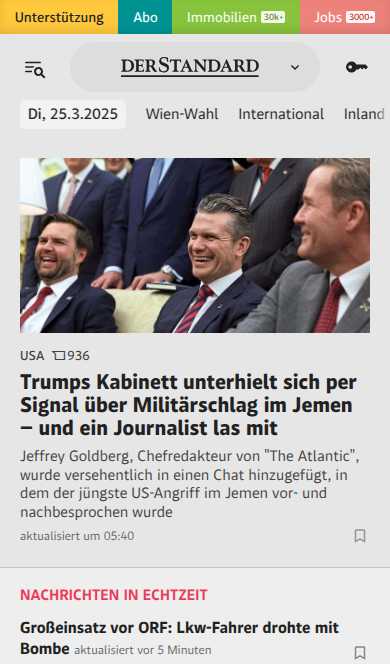 Unterstützung Abo Immobilien 30k+ Jobs 3000+
DERSTANDARD
Di, 25.3.2025 Wien-Wahl International Inland
USA 936
Trumps Kabinett unterhielt sich per
Signal über Militärschlag im Jemen
– und ein Journalist las mit
Jeffrey Goldberg, Chefredakteur von "The Atlantic",
wurde versehentlich in einen Chat hinzugefügt, in
dem der jüngste US-Angriff im Jemen vor- und
nachbesprochen wurde
aktualisiert um 05:40
NACHRICHTEN IN ECHTZEIT
Großeinsatz vor ORF: Lkw-Fahrer drohte mit
Bombe aktualisiert vor 5 Minuten